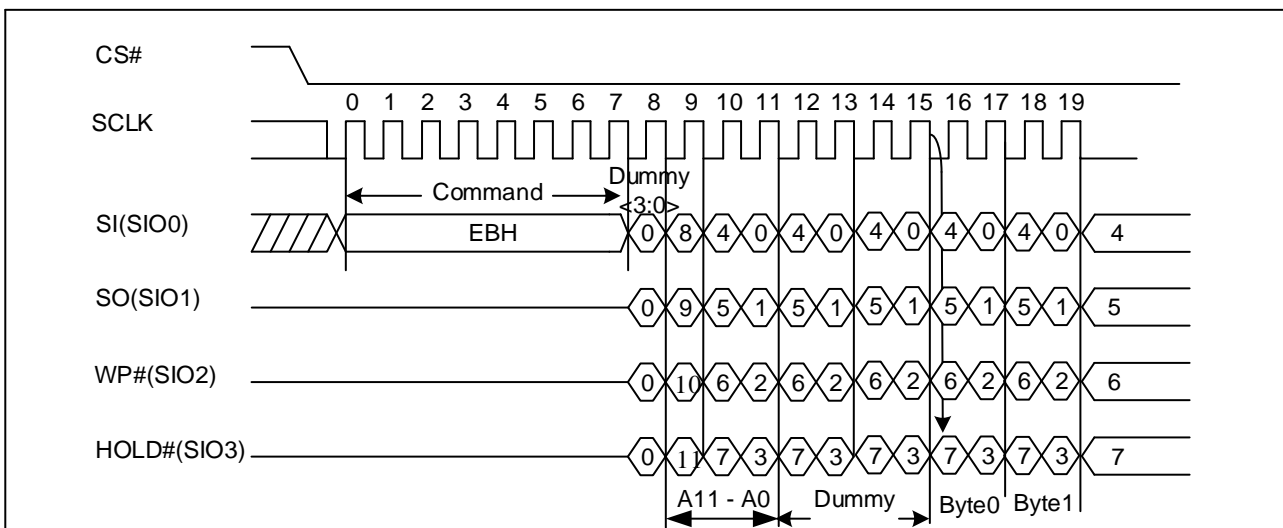 CS#
0 1 2 3 4 5 6 7 8 9 10 11 12 13 14 15 16 17 18 19
SCLK
Command
Dummy
<3:0>
SI(SIO0)
EBH
0 8 4 0 4 0 4 0 4 0 4 0 4
SO(SIO1)
0 9 5 1 5 1 5 1 5 1 5 1 5
WP#(SIO2)
0 10 6 2 6 2 6 2 6 2 6 2 6
HOLD#(SIO3)
0 11 7 3 7 3 7 3 7 3 7 3 7
A11 - A0 Dummy Byte0 Byte1